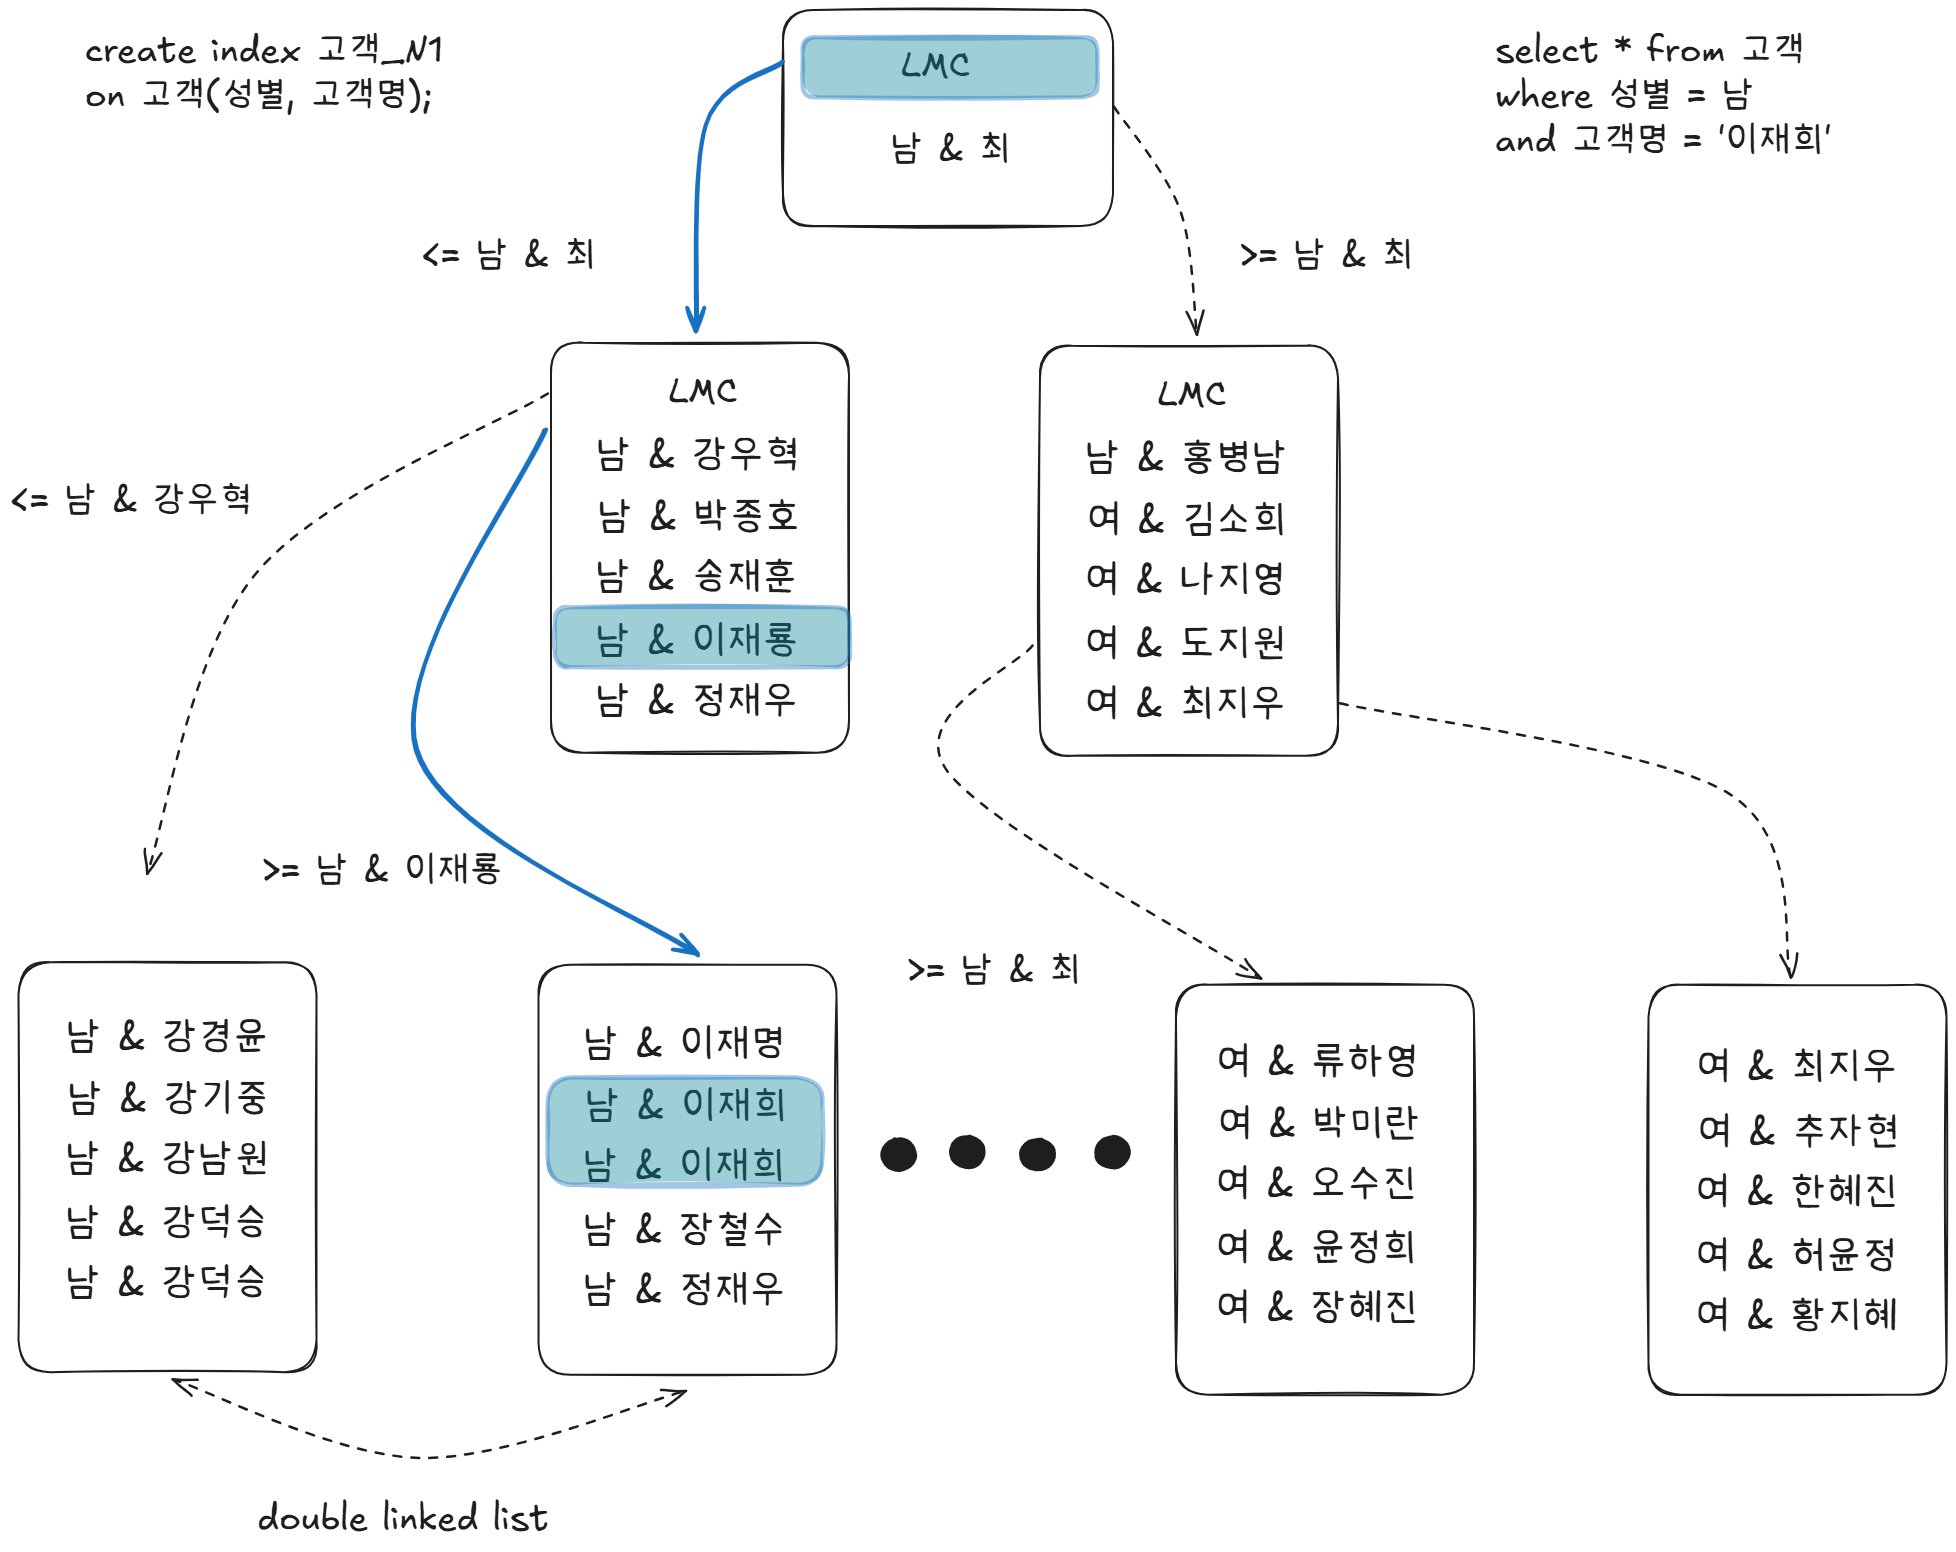 create index 고객_N1
on 고객(성별, 고객명);
LMC
남 & 최
select * from 고객
where 성별 = 남
and 고객명 = '이재희'
<= 남 & 최
>= 남 & 최
LMC
남 & 강우혁
남 & 박종호
남 & 송재훈
남 & 이재룡
남 & 정재우
LMC
남 & 홍병남
여 & 김소희
여 & 나지영
여 & 도지원
여 & 최지우
<= 남 & 강우혁
>= 남 & 이재룡
>= 남 & 최
남 & 강경윤
남 & 강기중
남 & 강남원
남 & 강덕승
남 & 강덕승
남 & 이재명
남 & 이재희
남 & 이재희
남 & 장철수
남 & 정재우
여 & 류하영
여 & 박미란
여 & 오수진
여 & 윤정희
여 & 장혜진
여 & 최지우
여 & 추자현
여 & 한혜진
여 & 허윤정
여 & 황지혜
double linked list